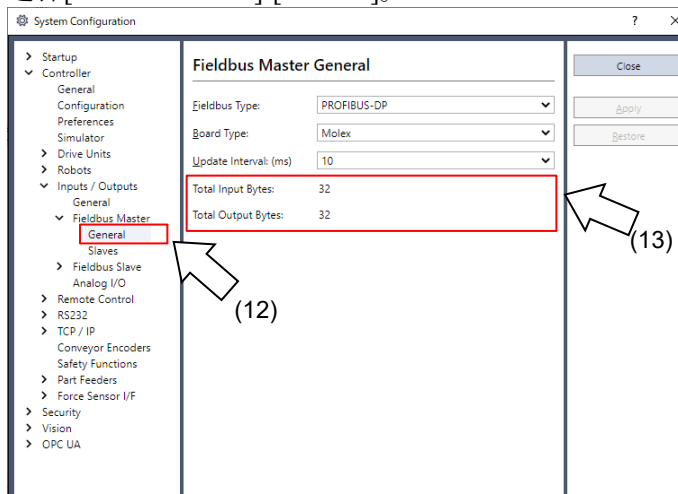 System Configuration
? ×
Startup
Controller
General
Configuration
Preferences
Simulator
Drive Units
Robots
Inputs / Outputs
General
Fieldbus Master
General
Slaves
Fieldbus Slave
Analog I/O
Remote Control
RS232
TCP / IP
Conveyor Encoders
Safety Functions
Part Feeders
Force Sensor I/F
Security
Vision
OPC UA
Fieldbus Master General
Fieldbus Type: PROFIBUS-DP
Board Type: Molex
Update Interval: (ms) 10
Total Input Bytes: 32
Total Output Bytes: 32
Close
Apply
Restore
(12)
(13)